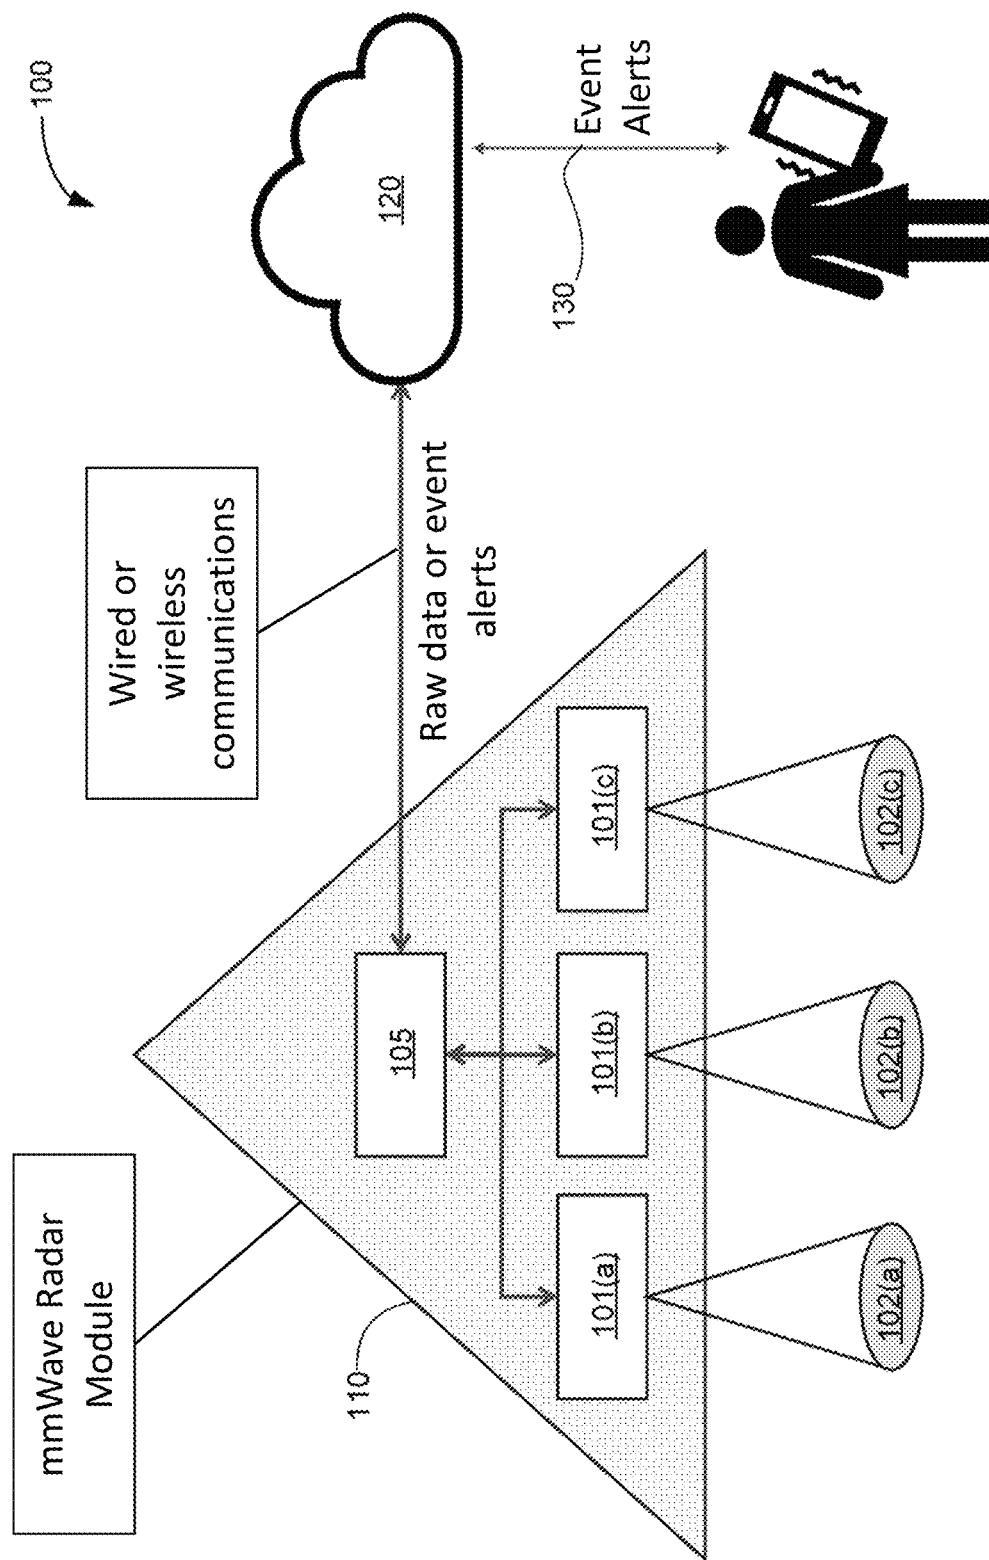 100
mmWave Radar
Module
Wired or
wireless
communications
110
105
Raw data or event
alerts
120
101(a)
101(b)
101(c)
130
Event
Alerts
102(a)
102(b)
102(c)